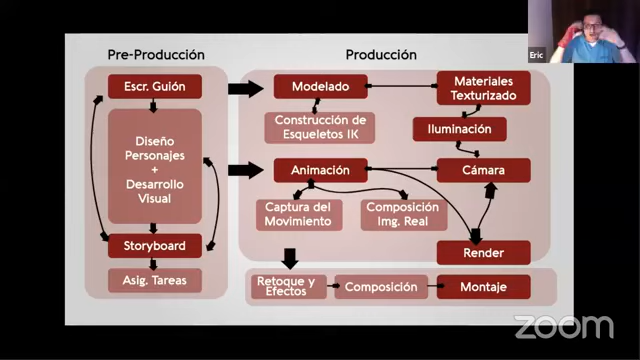 Pre-Producción
Producción
Eric
Escr. Guión
Diseño
Personajes
+
Desarrollo
Visual
Storyboard
Asig. Tareas
Modelado
Materiales
Texturizado
Construcción de
Esqueletos IK
Iluminación
Animación
Cámara
Captura del
Movimiento
Composición
Img. Real
Render
Retoque y
Efectos
Composición
Montaje
zoom